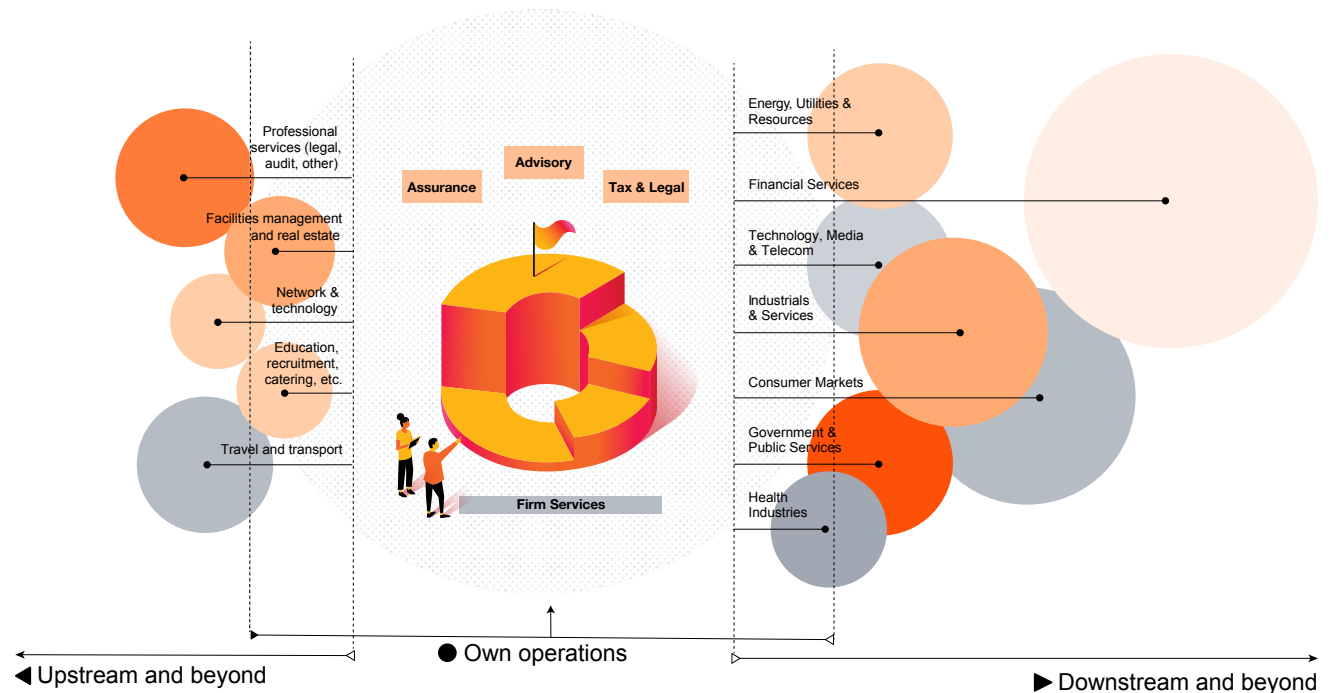 Professional
services (legal,
audit, other)
Facilities management
and real estate
Network &
technology
Education,
recruitment,
catering, etc.
Travel and transport
Assurance
Advisory
Tax & Legal
Firm Services
Energy, Utilities &
Resources
Financial Services
Technology, Media
& Telecom
Industrials
& Services
Consumer Markets
Government &
Public Services
Health
Industries
Upstream and beyond
Own operations
Downstream and beyond